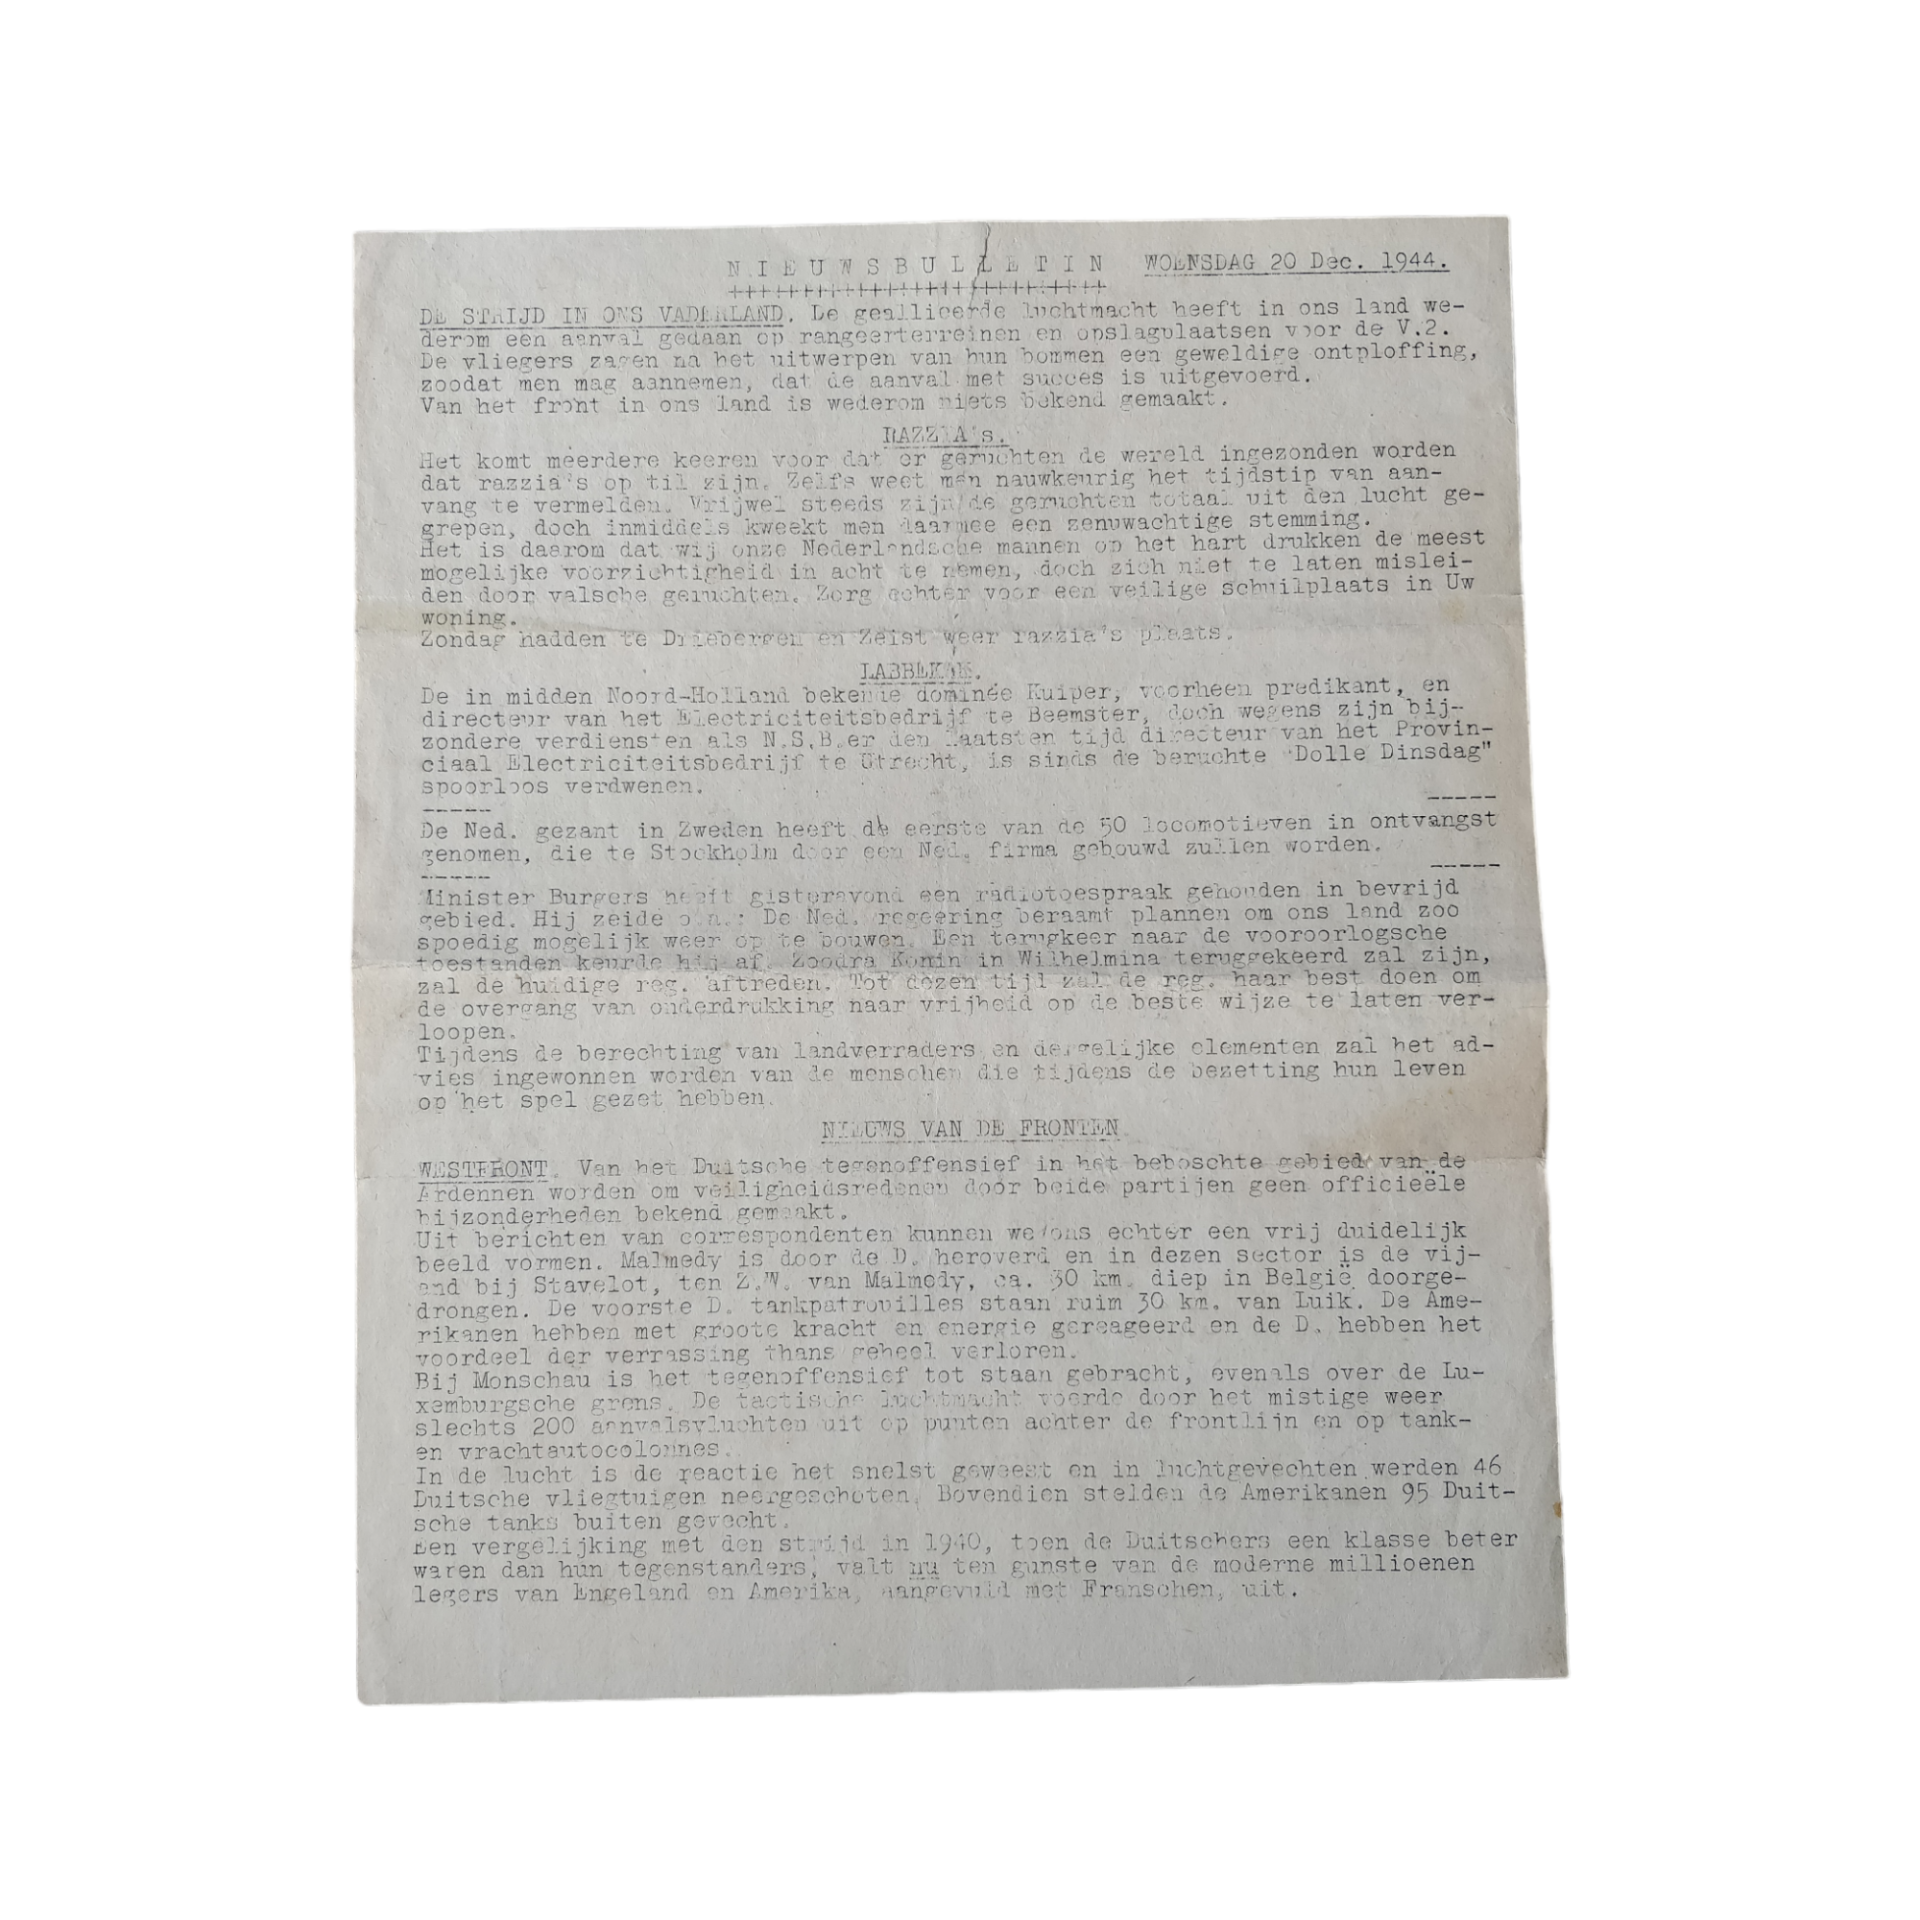 NIEUWSBULLETIN WOENSDAG 20 Dec. 1944.
++++++++++++++++++++++++++++
DE STRIJD IN ONS VADERLAND. De geallieerde luchtmacht heeft in ons land we-
derom een aanval gedaan op rangeerterreinen en opslagplaatsen voor de V.2.
De vliegers zagen na het uitwerpen van hun bommen een geweldige ontploffing,
zoodat men mag aannemen, dat de aanval met succes is uitgevoerd.
Van het front in ons land is wederom niets bekend gemaakt.
RAZZIA's.
Het komt meerdere keeren voor dat er geruchten de wereld ingezonden worden
dat razzia's op til zijn. Zelfs weet men nauwkeurig het tijdstip van aan-
vang te vermelden. Vrijwel steeds zijn de geruchten totaal uit den lucht ge-
grepen, doch inmiddels kweekt men daarmee een zenuwachtige stemming.
Het is daarom dat wij onze Nederlandsche mannen op het hart drukken de meest
mogelijke voorzichtigheid in acht te nemen, doch zich niet te laten mislei-
den door valsche geruchten. Zorg echter voor een veilige schuilplaats in Uw
woning.
Zondag hadden te Driebergen en Zeist weer razzia's plaats.
LABBEKAK.
De in midden Noord-Holland bekende dominée Kuiper, voorheen predikant, en
directeur van het Electriciteitsbedrijf te Beemster, doch wegens zijn bij-
zondere verdiensten als N.S.B.er den laatsten tijd directeur van het Provin-
ciaal Electriciteitsbedrijf te Utrecht, is sinds de beruchte "Dolle Dinsdag"
spoorloos verdwenen.
----- -----
De Ned. gezant in Zweden heeft de eerste van de 50 locomotieven in ontvangst
genomen, die te Stockholm door een Ned. firma gebouwd zullen worden.
----- -----
Minister Burgers heeft gisteravond een radiotoespraak gehouden in bevrijd
gebied. Hij zeide o.m.: De Ned. regeering beraamt plannen om ons land zoo
spoedig mogelijk weer op te bouwen. Een terugkeer naar de vooroorlogsche
toestanden keurde hij af. Zoodra Konin in Wilhelmina teruggekeerd zal zijn,
zal de huidige reg. aftreden. Tot dezen tijl zal de reg. haar best doen om
de overgang van onderdrukking naar vrijheid op de beste wijze te laten ver-
loopen.
Tijdens de berechting van landverraders en dergelijke elementen zal het ad-
vies ingewonnen worden van de menschen die tijdens de bezetting hun leven
op het spel gezet hebben.
NIEUWS VAN DE FRONTEN
WESTFRONT. Van het Duitsche tegenoffensief in het beboschte gebied van de
Ardennen worden om veiligheidsredenen door beide partijen geen officieële
bijzonderheden bekend gemaakt.
Uit berichten van correspondenten kunnen we ons echter een vrij duidelijk
beeld vormen. Malmedy is door de D. heroverd en in dezen sector is de vij-
and bij Stavelot, ten Z.W. van Malmedy, ca. 30 km. diep in België doorge-
drongen. De voorste D. tankpatrouilles staan ruim 30 km. van Luik. De Ame-
rikanen hebben met groote kracht en energie gereageerd en de D. hebben het
voordeel der verrassing thans geheel verloren.
Bij Monschau is het tegenoffensief tot staan gebracht, evenals over de Lu-
xemburgsche grens. De tactische luchtmacht voerde door het mistige weer
slechts 200 aanvalsvluchten uit op punten achter de frontlijn en op tank-
en vrachtautocolonnes.
In de lucht is de reactie het snelst geweest en in luchtgevechten werden 46
Duitsche vliegtuigen neergeschoten. Bovendien stelden de Amerikanen 95 Duit-
sche tanks buiten gevecht.
Een vergelijking met den strijd in 1940, toen de Duitschers een klasse beter
waren dan hun tegenstanders, valt nu ten gunste van de moderne millioenen
legers van Engeland en Amerika, aangevuld met Franschen, uit.